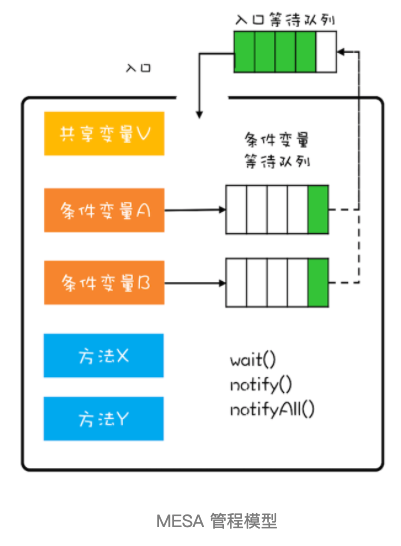 入口等待队列
入口
共享变量V
条件变量
等待队列
条件变量A
条件变量B
方法X
wait()
notify()
notifyAll()
方法Y
MESA 管程模型